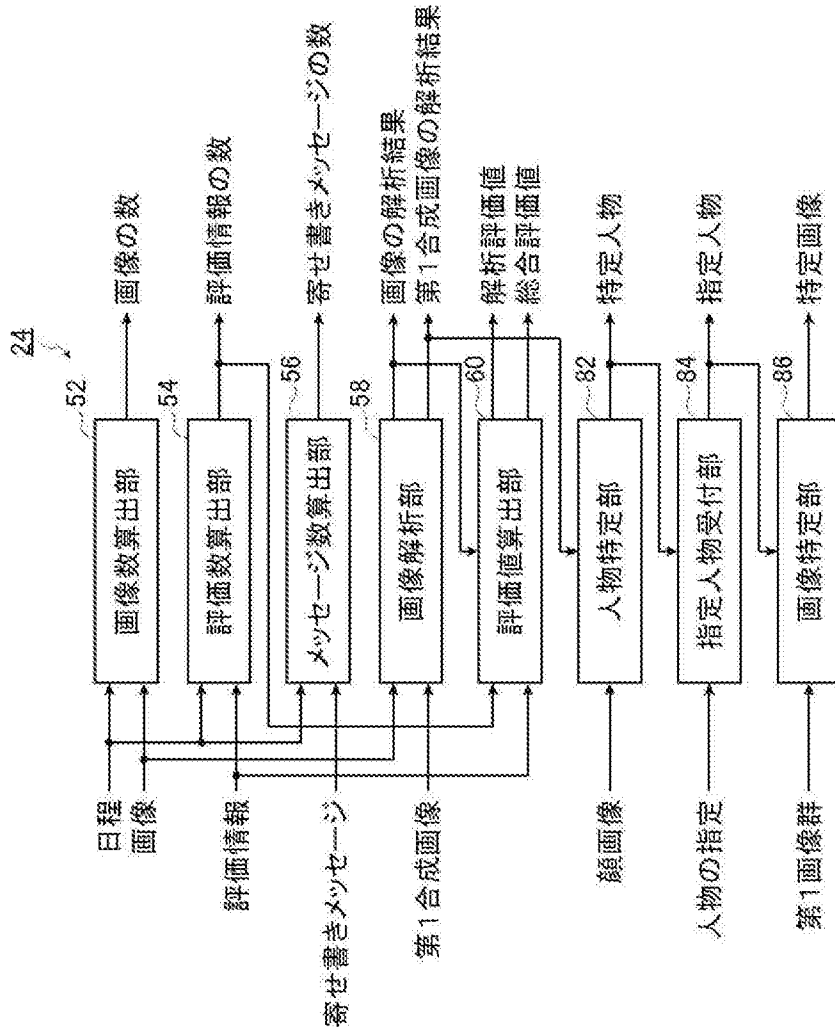 24
日程
画像
52
画像数算出部
画像の数
評価情報
54
評価数算出部
評価情報の数
寄せ書きメッセージ
56
メッセージ数算出部
寄せ書きメッセージの数
第1合成画像
58
画像解析部
画像の解析結果
第1合成画像の解析結果
60
評価値算出部
解析評価値
総合評価値
顔画像
82
人物特定部
特定人物
人物の指定
84
指定人物受付部
指定人物
第1画像群
86
画像特定部
特定画像